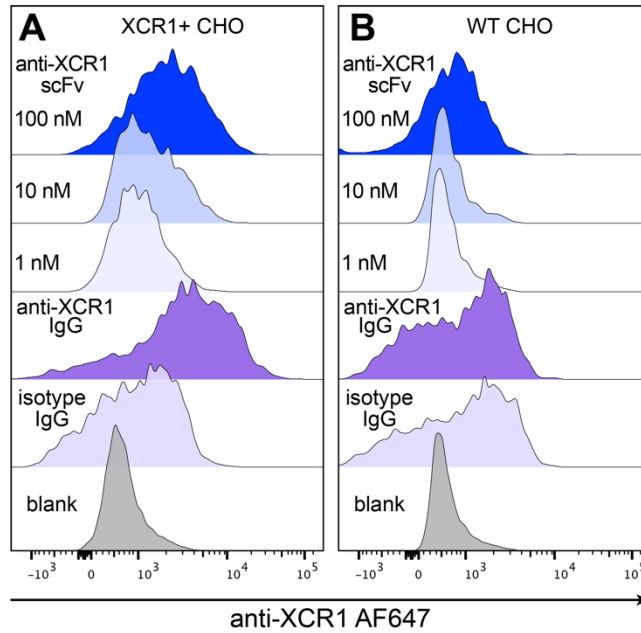 A
XCR1+ CHO
anti-XCR1
scFv
100 nM
10 nM
1 nM
anti-XCR1
IgG
isotype
IgG
blank
-10³ 0 10³ 10⁴ 10⁵
B
WT CHO
anti-XCR1
scFv
100 nM
10 nM
1 nM
anti-XCR1
IgG
isotype
IgG
blank
-10³ 0 10³ 10⁴ 10⁵
anti-XCR1 AF647